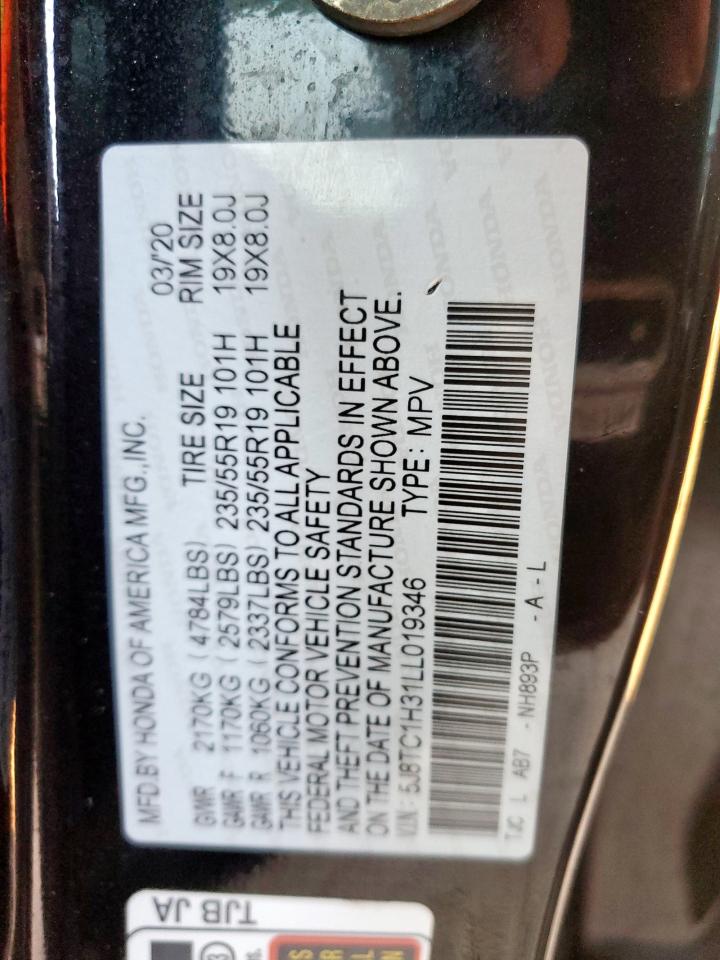 MFD.BY HONDA OF AMERICA MFG.,INC. 03/'20
TIRE SIZE RIM SIZE
GVWR 2170KG (4784LBS)
GAWR F 1170KG (2579LBS) 235/55R19 101H 19X8.0J
GAWR R 1060KG (2337LBS) 235/55R19 101H 19X8.0J
THIS VEHICLE CONFORMS TO ALL APPLICABLE
FEDERAL MOTOR VEHICLE SAFETY
AND THEFT PREVENTION STANDARDS IN EFFECT
ON THE DATE OF MANUFACTURE SHOWN ABOVE.
V.I.N: 5J8TC1H31LL019346 TYPE: MPV
TJC L AB7 - NH893P - A - L
TJB JA